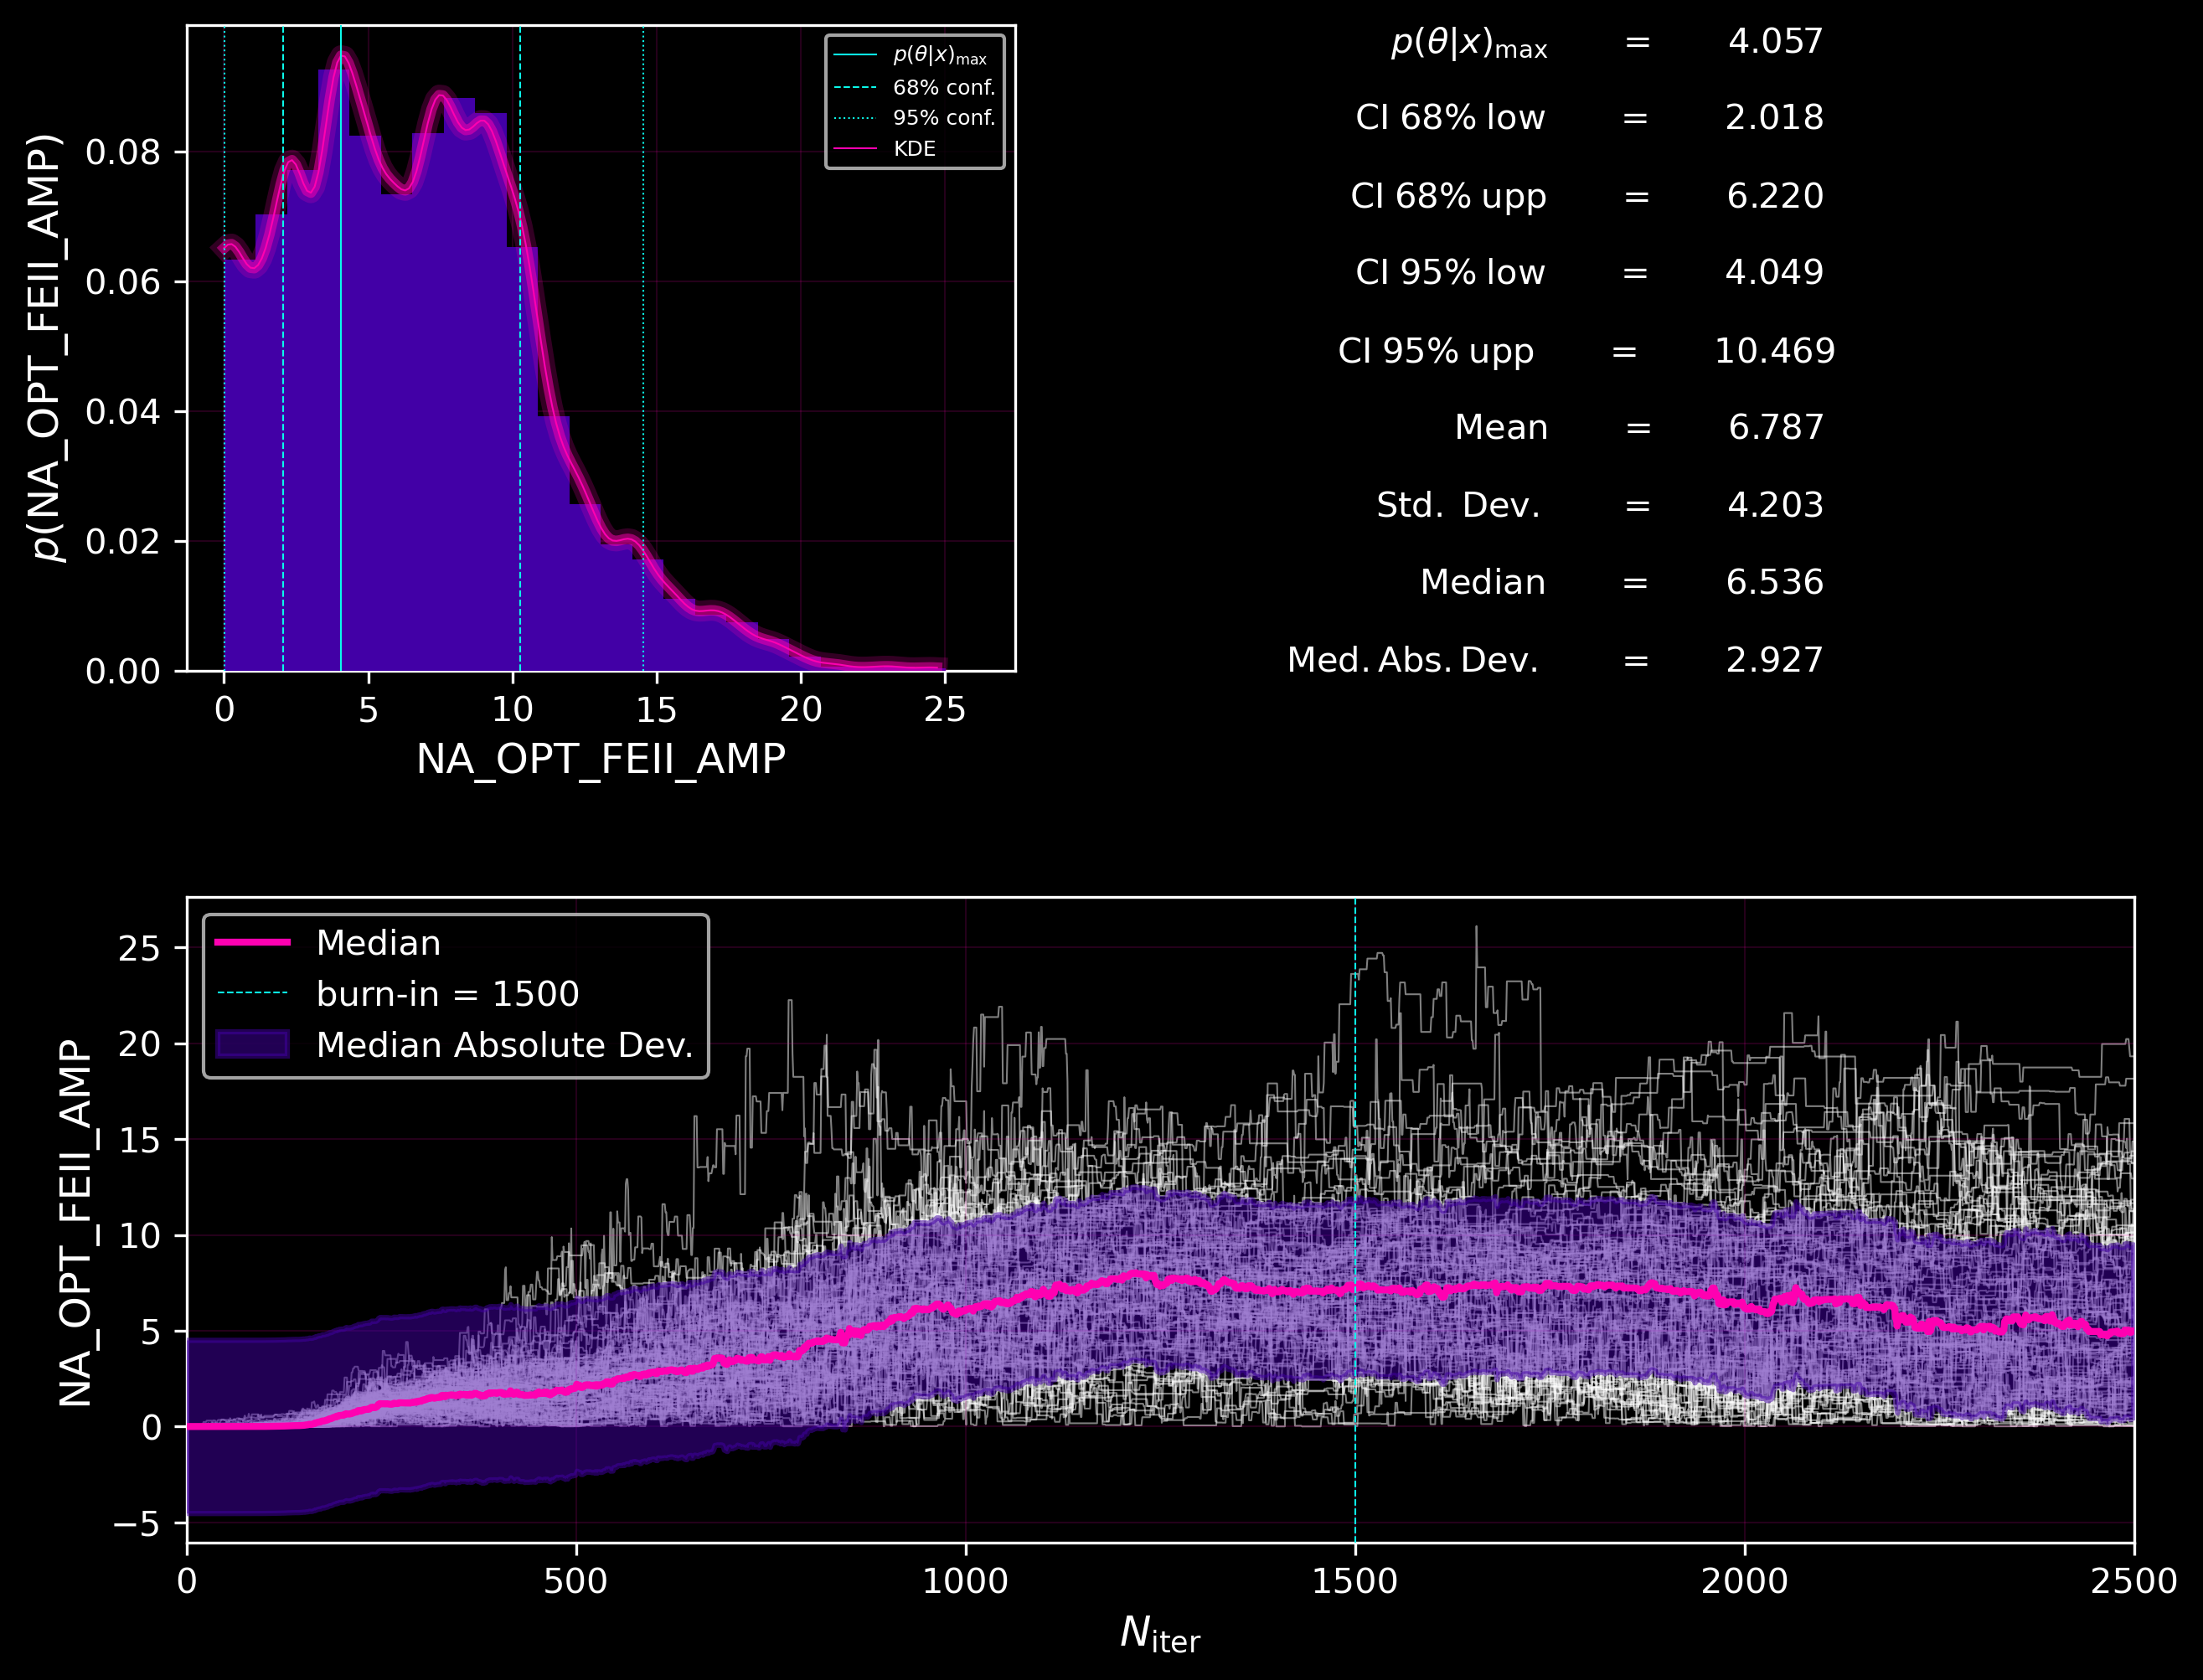 p(θ|x)max
68% conf.
95% conf.
KDE
0.08
0.06
0.04
0.02
0.00
p(NA_OPT_FEII_AMP)
0 5 10 15 20 25
NA_OPT_FEII_AMP
p(θ|x)max = 4.057
CI 68% low = 2.018
CI 68% upp = 6.220
CI 95% low = 4.049
CI 95% upp = 10.469
Mean = 6.787
Std. Dev. = 4.203
Median = 6.536
Med. Abs. Dev. = 2.927
Median
burn-in = 1500
Median Absolute Dev.
25
20
15
10
5
0
−5
NA_OPT_FEII_AMP
0 500 1000 1500 2000 2500
Niter